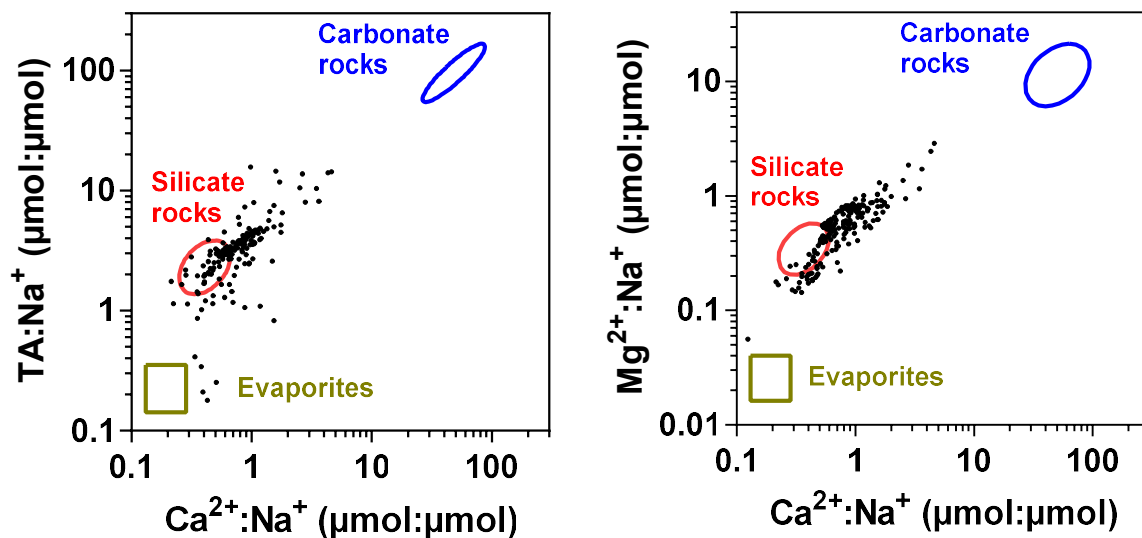 TA:Na⁺ (μmol:μmol)
100
10
1
0.1
Carbonate
rocks
Silicate
rocks
Evaporites
0.1
1
10
100
Ca²⁺:Na⁺ (μmol:μmol)
Mg²⁺:Na⁺ (μmol:μmol)
10
1
0.1
0.01
Carbonate
rocks
Silicate
rocks
Evaporites
0.1
1
10
100
Ca²⁺:Na⁺ (μmol:μmol)